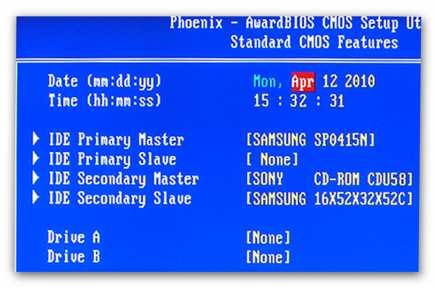 Phoenix - AwardBIOS CMOS Setup Ut
Standard CMOS Features
Date (mm:dd:yy) Mon, Apr 12 2010
Time (hh:mm:ss) 15 : 32 : 31
IDE Primary Master [SAMSUNG SP0415N]
IDE Primary Slave [ None]
IDE Secondary Master [SONY CD-ROM CDU58]
IDE Secondary Slave [SAMSUNG 16X52X32X52C]
Drive A [None]
Drive B [None]